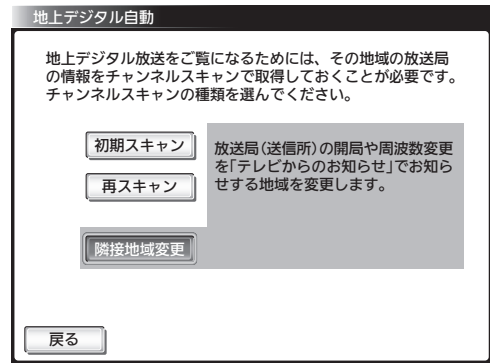 地上デジタル自動
地上デジタル放送をご覧になるためには、その地域の放送局
の情報をチャンネルスキャンで取得しておくことが必要です。
チャンネルスキャンの種類を選んでください。
初期スキャン
再スキャン
隣接地域変更
放送局(送信所)の開局や周波数変更
を「テレビからのお知らせ」でお知ら
せする地域を変更します。
戻る